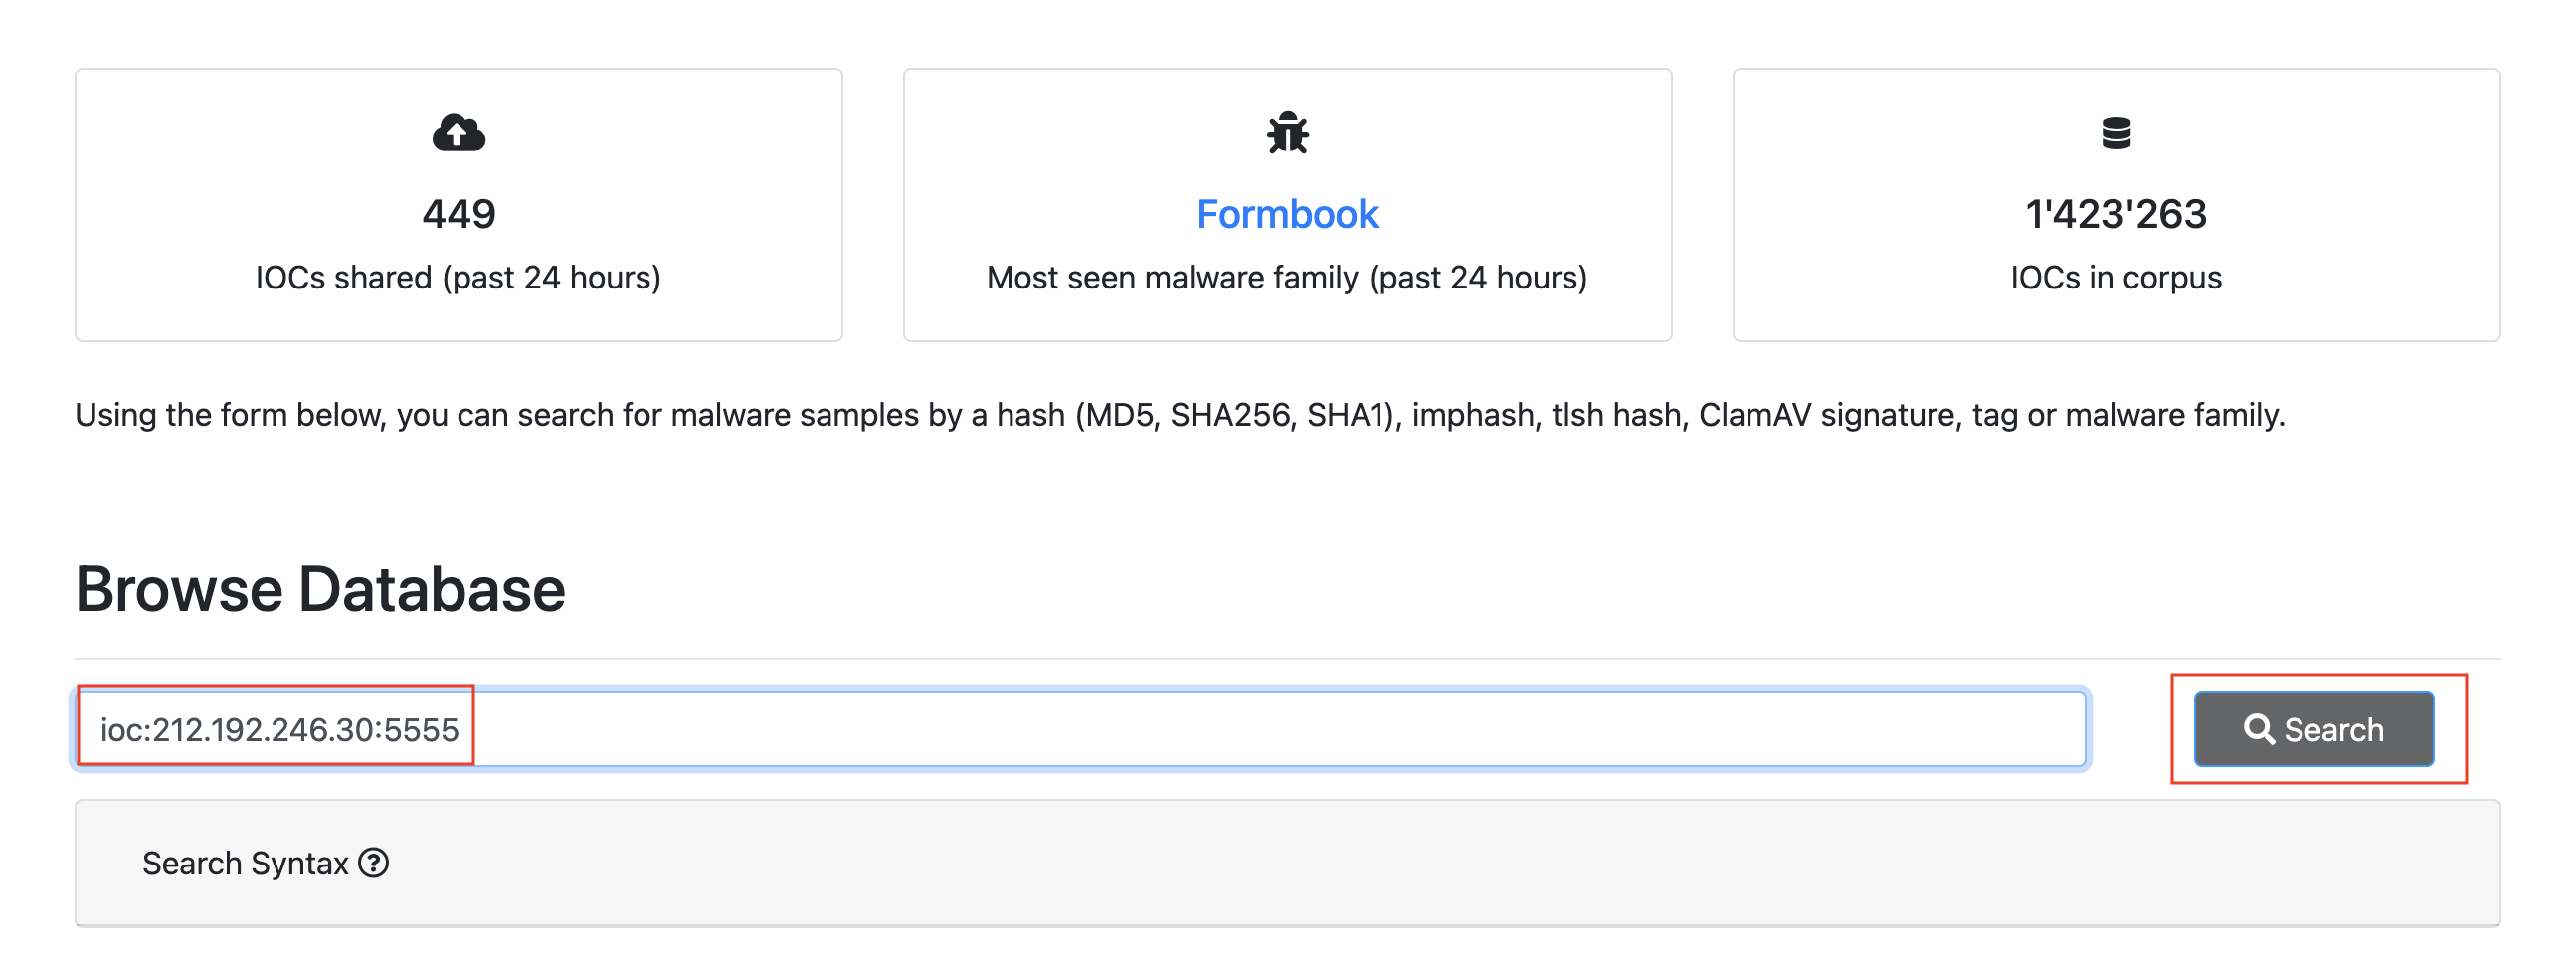 449
IOCs shared (past 24 hours)
Formbook
Most seen malware family (past 24 hours)
1'423'263
IOCs in corpus
Using the form below, you can search for malware samples by a hash (MD5, SHA256, SHA1), imphash, tlsh hash, ClamAV signature, tag or malware family.
Browse Database
ioc:212.192.246.30:5555
Search
Search Syntax